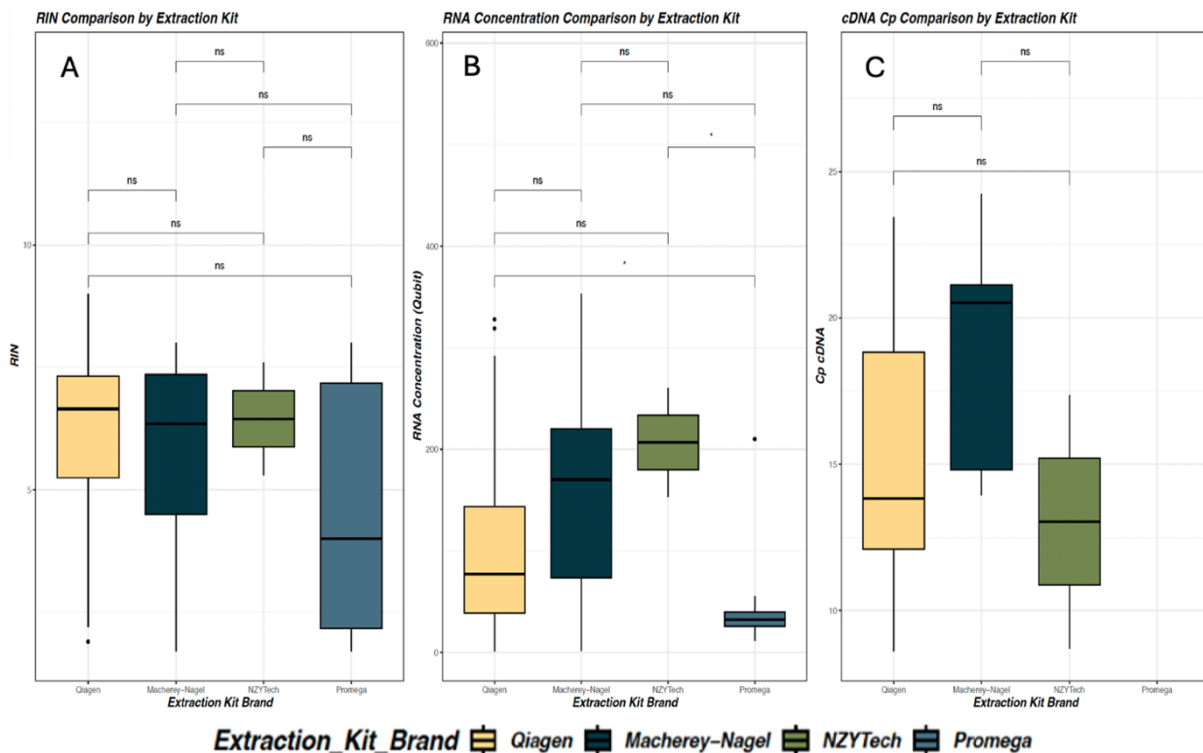 RIN Comparison by Extraction Kit
A
ns
ns
ns
ns
ns
ns
10
5
RIN
Qiagen Macherey-Nagel NZYTech Promega
Extraction Kit Brand
RNA Concentration Comparison by Extraction Kit
B
600
ns
ns
*
ns
ns
*
400
200
0
RNA Concentration (Qubit)
Qiagen Macherey-Nagel NZYTech Promega
Extraction Kit Brand
cDNA Cp Comparison by Extraction Kit
C
ns
ns
ns
25
20
15
10
Cp cDNA
Qiagen Macherey-Nagel NZYTech Promega
Extraction Kit Brand
Extraction_Kit_Brand Qiagen Macherey-Nagel NZYTech Promega